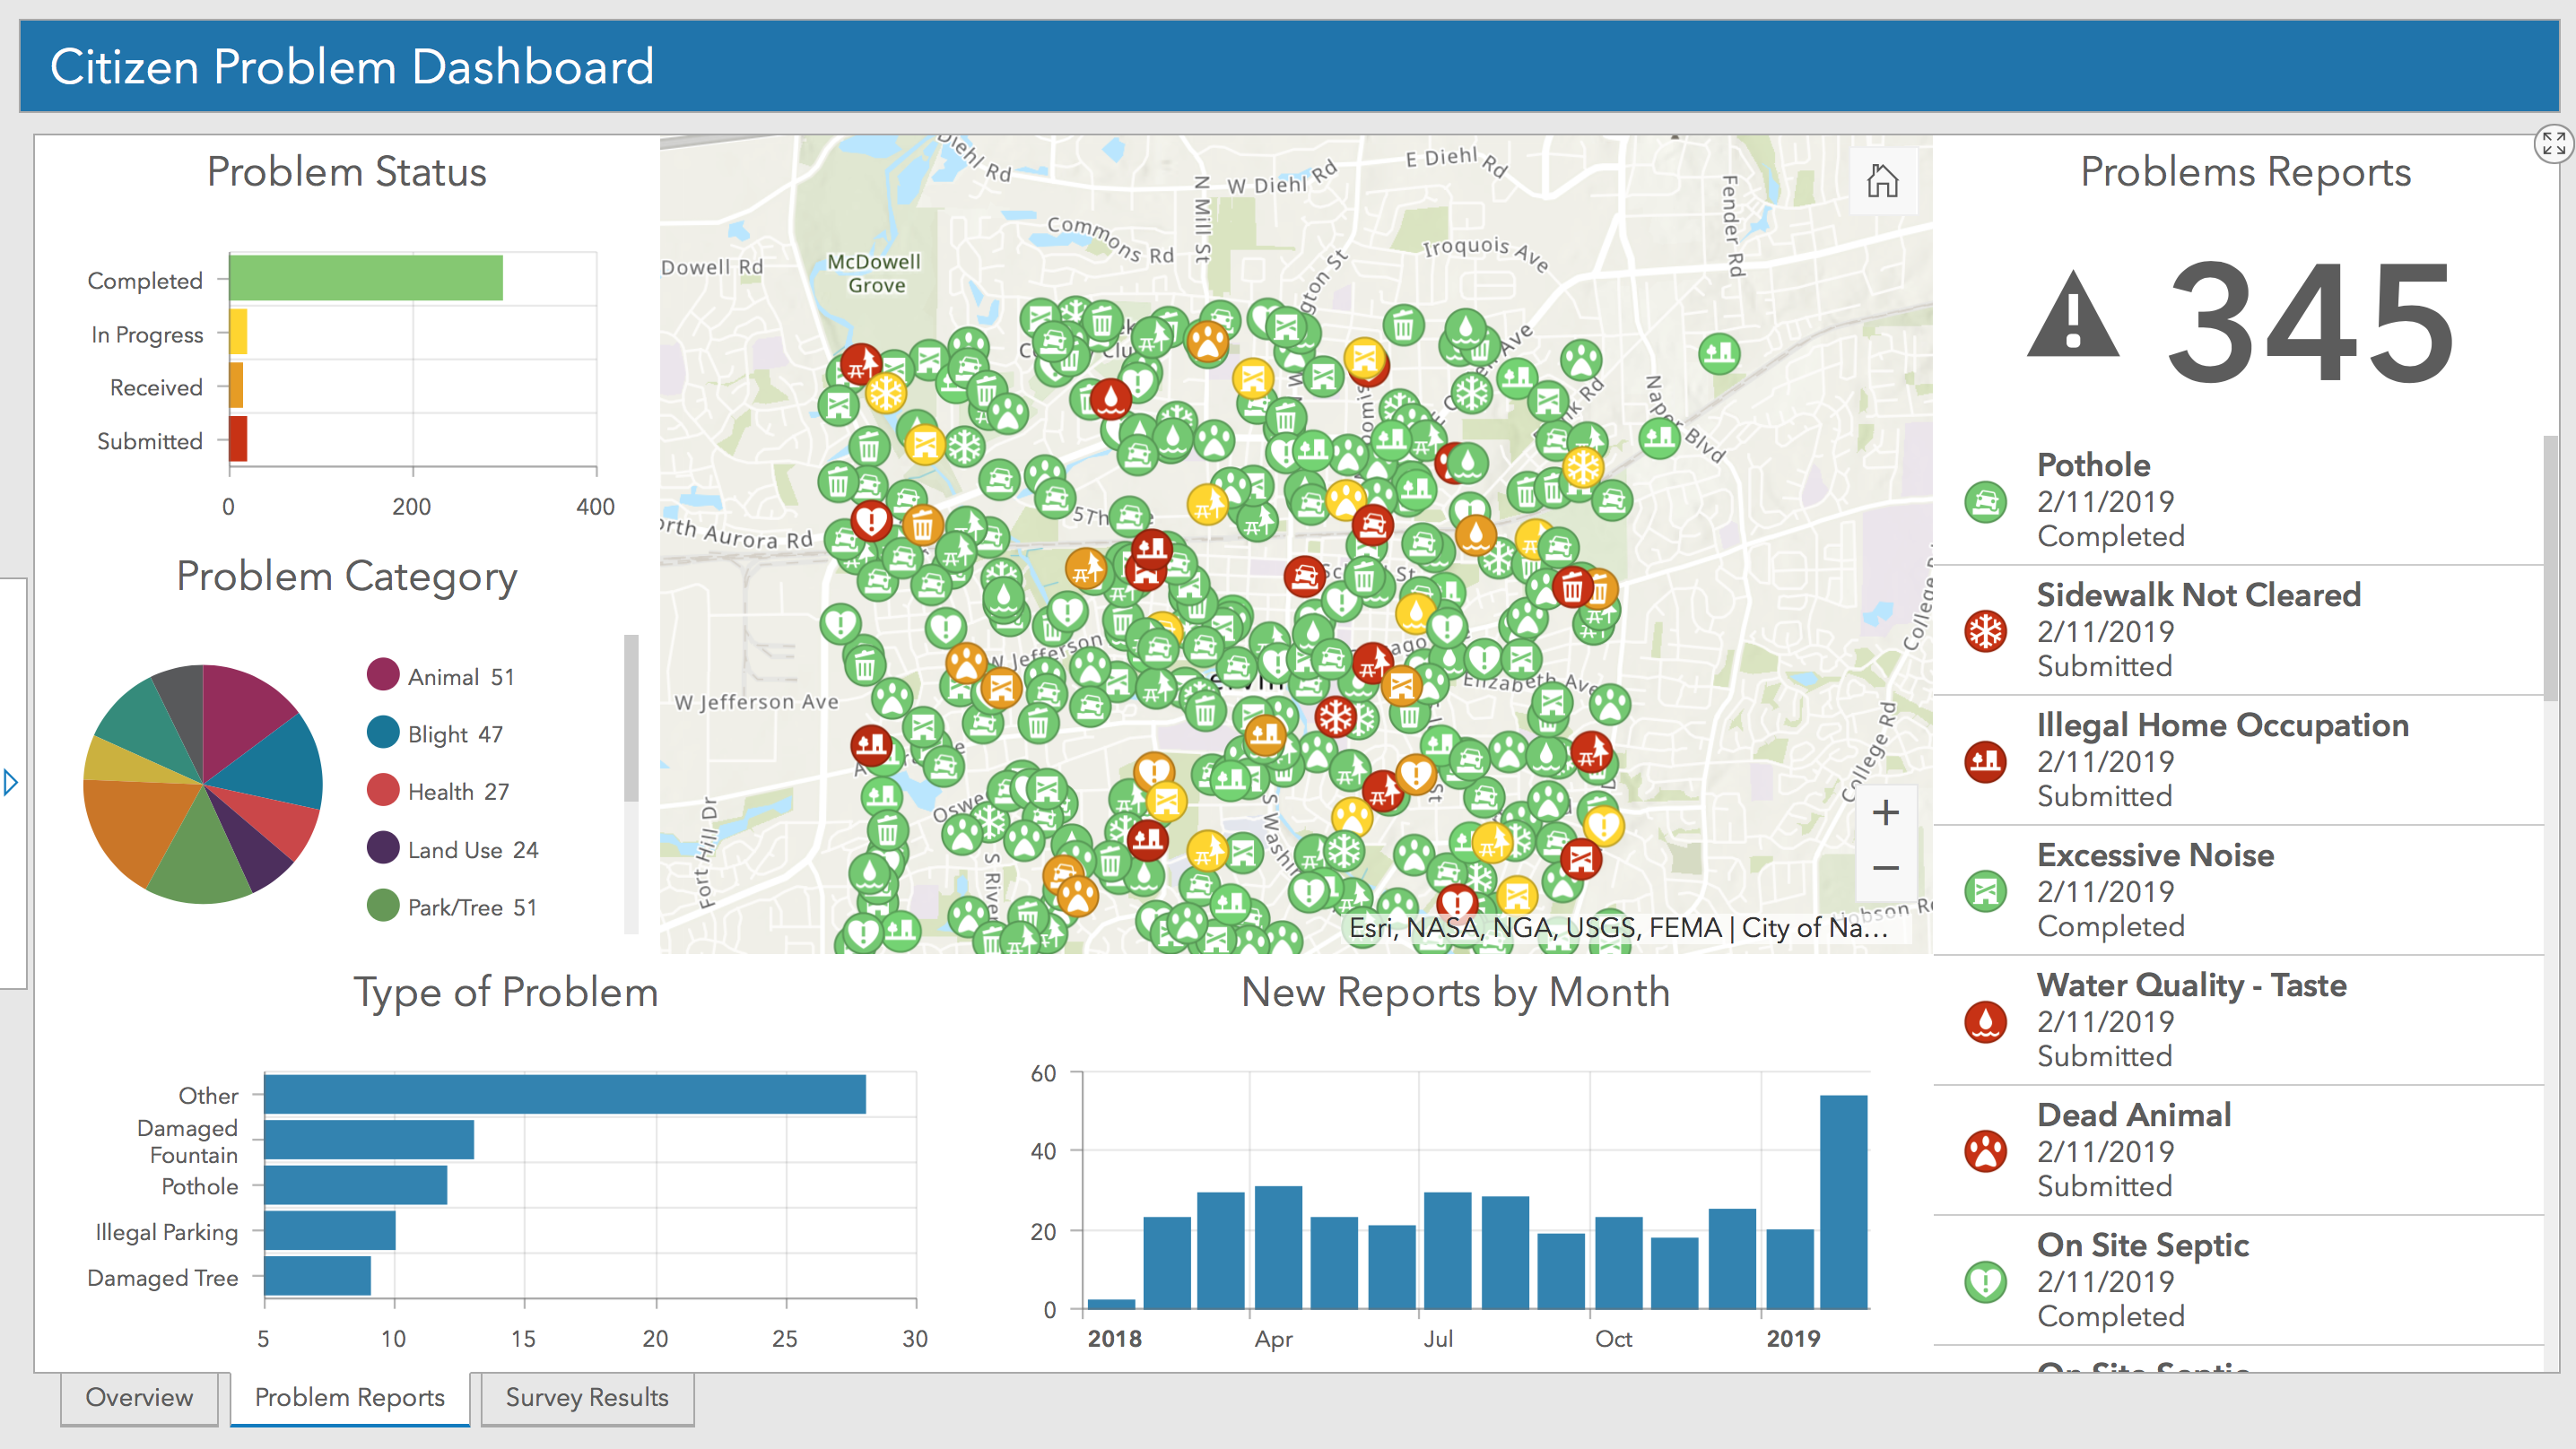 Citizen Problem Dashboard
Problem Status
Completed
In Progress
Received
Submitted
0
200
400
Problem Category
Animal 51
Blight 47
Health 27
Land Use 24
Park/Tree 51
Diehl Rd
W Diehl Rd
E Diehl Rd
N Mill St
Commons Rd
Iroquois Ave
Fender Rd
Dowell Rd
McDowell
Grove
Naper Blvd
orth Aurora Rd
W Jefferson
W Jefferson Ave
Elizabeth Ave
College Rd
Fort Hill Dr
S River
Esri, NASA, NGA, USGS, FEMA | City of Na...
+
−
Problems Reports
345
Pothole
2/11/2019
Completed
Sidewalk Not Cleared
2/11/2019
Submitted
Illegal Home Occupation
2/11/2019
Submitted
Excessive Noise
2/11/2019
Completed
Water Quality - Taste
2/11/2019
Submitted
Dead Animal
2/11/2019
Submitted
On Site Septic
2/11/2019
Completed
On Site Septic
Type of Problem
Other
Damaged
Fountain
Pothole
Illegal Parking
Damaged Tree
5
10
15
20
25
30
New Reports by Month
60
40
20
0
2018
Apr
Jul
Oct
2019
Overview
Problem Reports
Survey Results